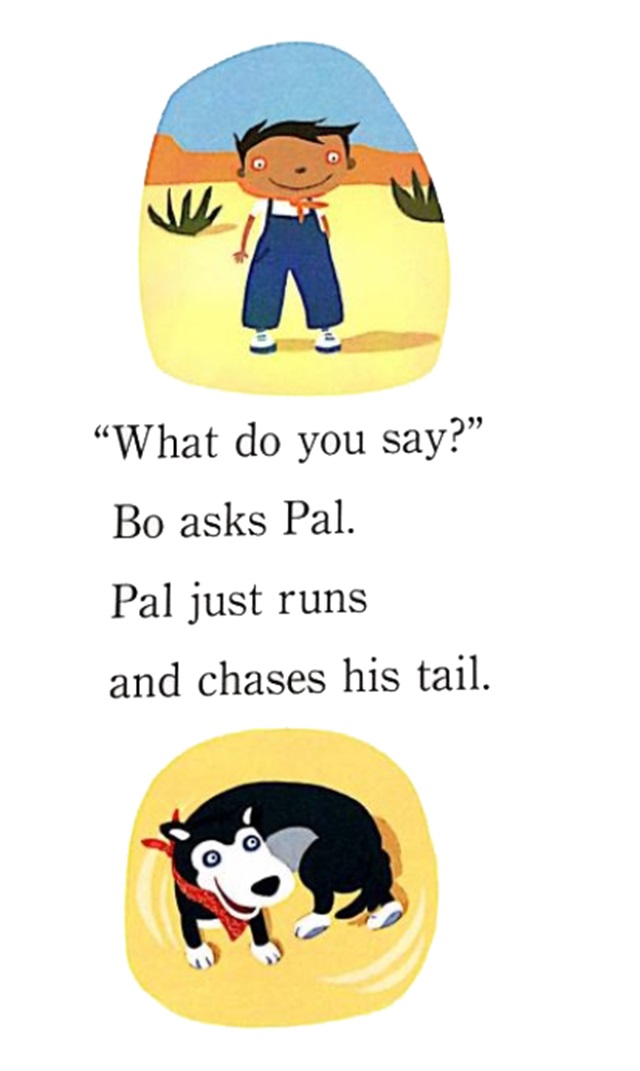 “What do you say?”
Bo asks Pal.
Pal just runs
and chases his tail.